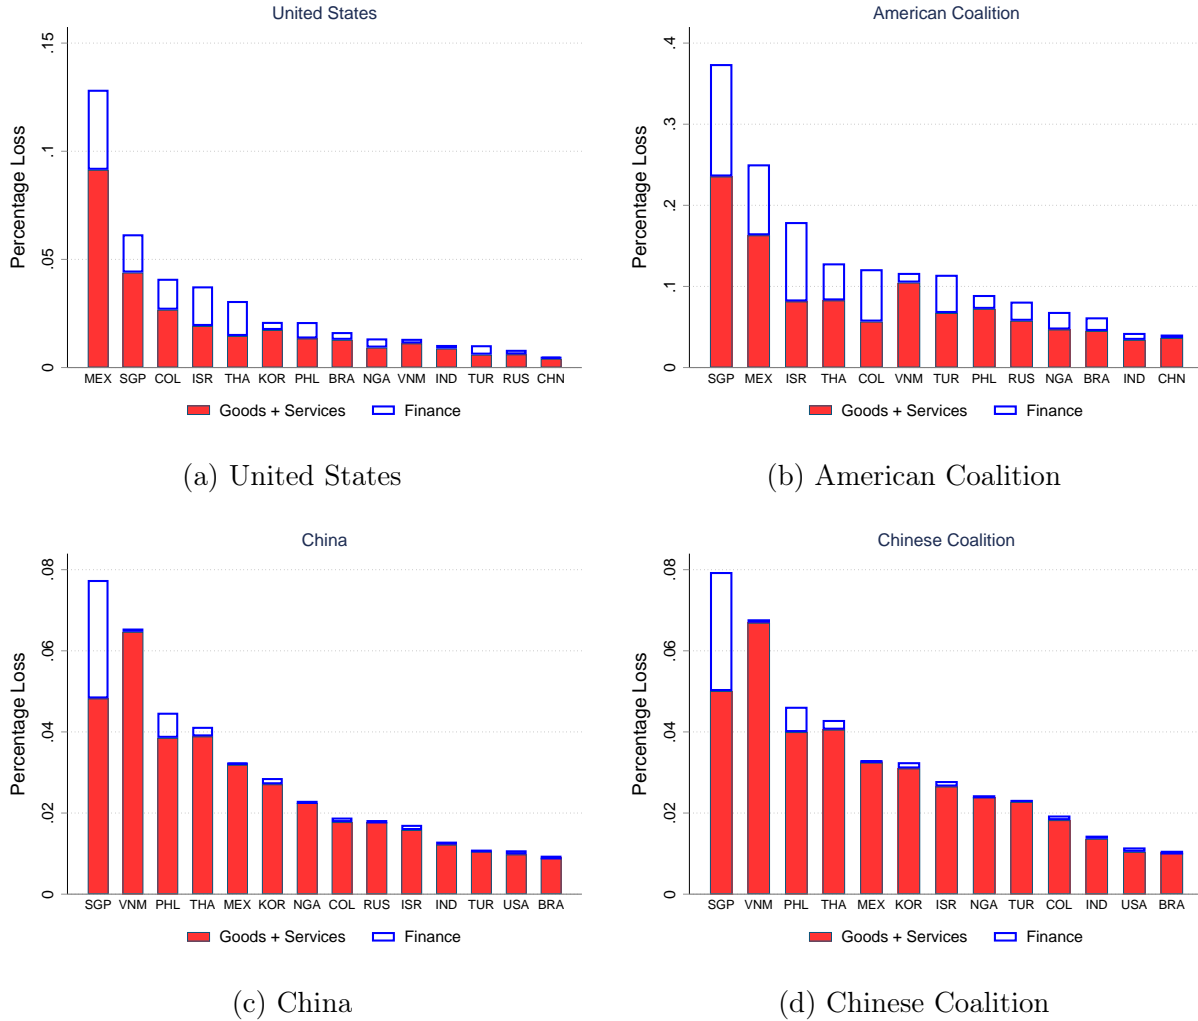 United States
Percentage Loss
.15
.1
.05
0
MEX SGP COL ISR THA KOR PHL BRA NGA VNM IND TUR RUS CHN
Goods + Services Finance
(a) United States
American Coalition
Percentage Loss
.4
.3
.2
.1
0
SGP MEX ISR THA COL VNM TUR PHL RUS NGA BRA IND CHN
Goods + Services Finance
(b) American Coalition
China
Percentage Loss
.08
.06
.04
.02
0
SGP VNM PHL THA MEX KOR NGA COL RUS ISR IND TUR USA BRA
Goods + Services Finance
(c) China
Chinese Coalition
Percentage Loss
.08
.06
.04
.02
0
SGP VNM PHL THA MEX KOR ISR NGA TUR COL IND USA BRA
Goods + Services Finance
(d) Chinese Coalition